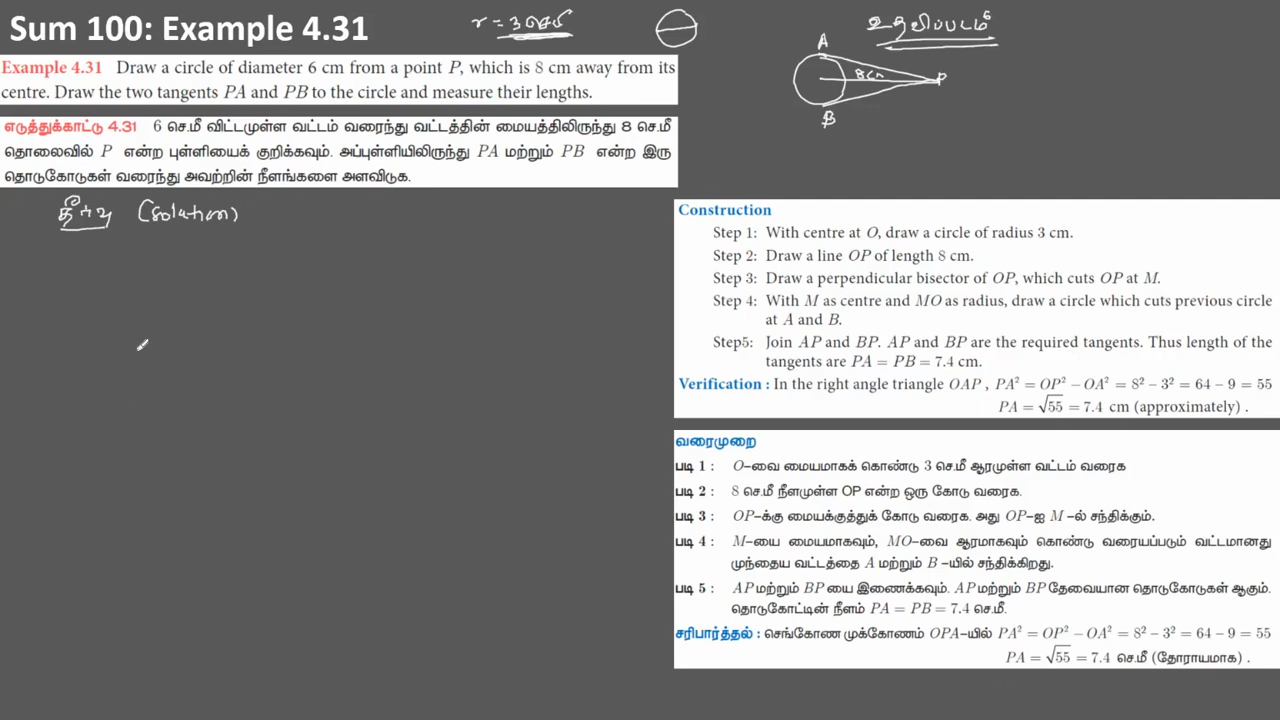 Sum 100: Example 4.31
r = 3 செமீ
உதவிப்படம்
A
8cm
P
B
Example 4.31 Draw a circle of diameter 6 cm from a point P, which is 8 cm away from its
centre. Draw the two tangents PA and PB to the circle and measure their lengths.
எடுத்துக்காட்டு 4.31 6 செ.மீ விட்டமுள்ள வட்டம் வரைந்து வட்டத்தின் மையத்திலிருந்து 8 செ.மீ
தொலைவில் P என்ற புள்ளியைக் குறிக்கவும். அப்புள்ளியிலிருந்து PA மற்றும் PB என்ற இரு
தொடுகோடுகள் வரைந்து அவற்றின் நீளங்களை அளவிடுக.
தீர்வு (Solution)
Construction
Step 1: With centre at O, draw a circle of radius 3 cm.
Step 2: Draw a line OP of length 8 cm.
Step 3: Draw a perpendicular bisector of OP, which cuts OP at M.
Step 4: With M as centre and MO as radius, draw a circle which cuts previous circle
at A and B.
Step5: Join AP and BP. AP and BP are the required tangents. Thus length of the
tangents are PA = PB = 7.4 cm.
Verification : In the right angle triangle OAP , PA² = OP² − OA² = 8² − 3² = 64 − 9 = 55
PA = √55 = 7.4 cm (approximately) .
வரைமுறை
படி 1 : O-வை மையமாகக் கொண்டு 3 செ.மீ ஆரமுள்ள வட்டம் வரைக
படி 2 : 8 செ.மீ நீளமுள்ள OP என்ற ஒரு கோடு வரைக.
படி 3 : OP-க்கு மையக்குத்துக் கோடு வரைக. அது OP-ஐ M -ல் சந்திக்கும்.
படி 4 : M-யை மையமாகவும், MO-வை ஆரமாகவும் கொண்டு வரையப்படும் வட்டமானது
முந்தைய வட்டத்தை A மற்றும் B -யில் சந்திக்கிறது.
படி 5 : AP மற்றும் BP யை இணைக்கவும். AP மற்றும் BP தேவையான தொடுகோடுகள் ஆகும்.
தொடுகோட்டின் நீளம் PA = PB = 7.4 செ.மீ.
சரிபார்த்தல் : செங்கோண முக்கோணம் OPA-யில் PA² = OP² − OA² = 8² − 3² = 64 − 9 = 55
PA = √55 = 7.4 செ.மீ (தோராயமாக) .